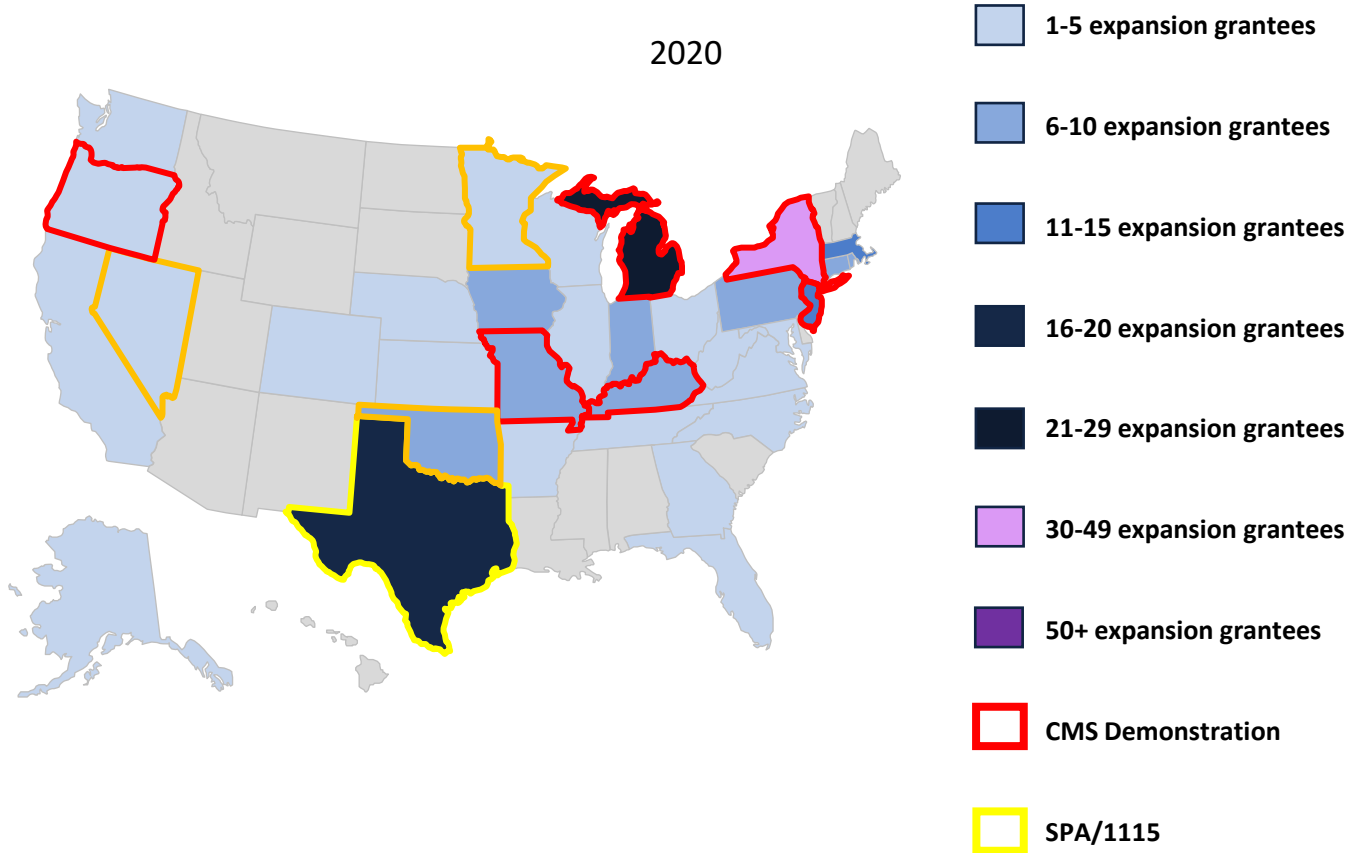 2020
1-5 expansion grantees
6-10 expansion grantees
11-15 expansion grantees
16-20 expansion grantees
21-29 expansion grantees
30-49 expansion grantees
50+ expansion grantees
CMS Demonstration
SPA/1115